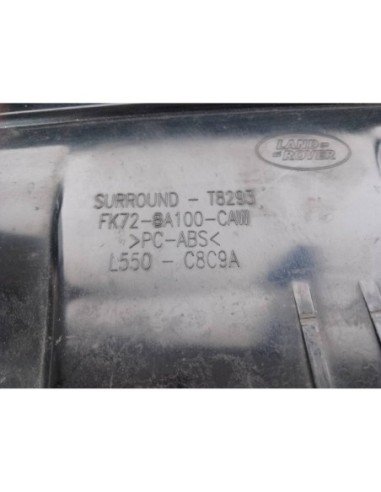 LAND ROVER
SURROUND - T8293
FK72-8A100-CAW
>PC-ABS<
L550 - C8C9A